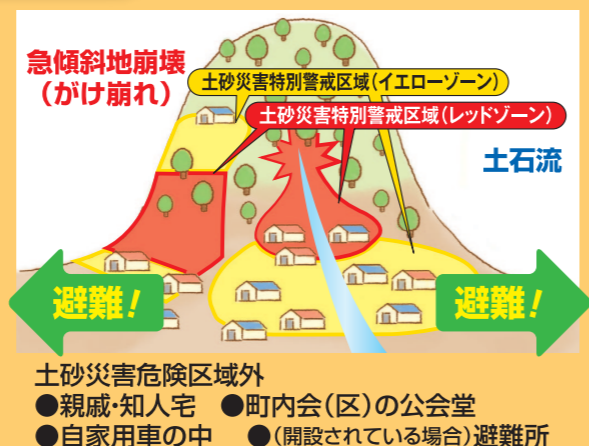 急傾斜地崩壊
（がけ崩れ）
土砂災害特別警戒区域（イエローゾーン）
土砂災害特別警戒区域（レッドゾーン）
土石流
避難！
避難！
土砂災害危険区域外
●親戚・知人宅　●町内会（区）の公会堂
●自家用車の中　●（開設されている場合）避難所